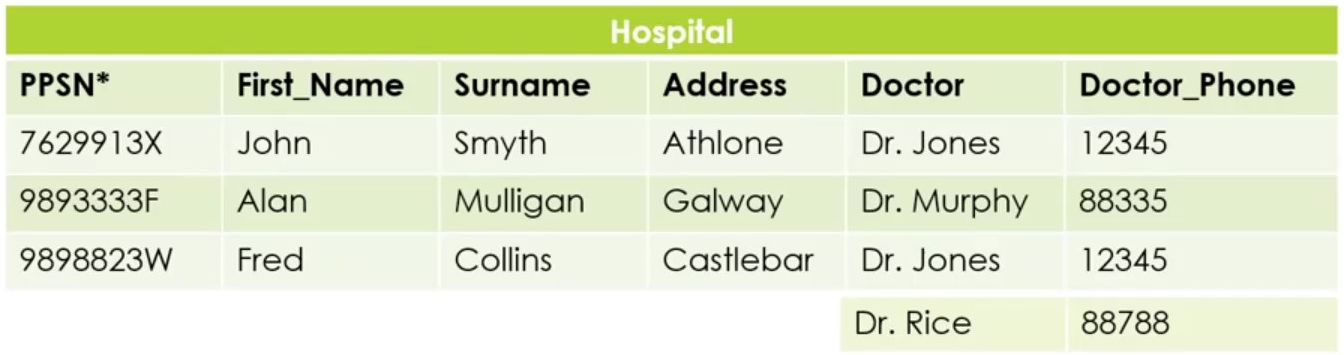 Hospital
PPSN* First_Name Surname Address Doctor Doctor_Phone
7629913X John Smyth Athlone Dr. Jones 12345
9893333F Alan Mulligan Galway Dr. Murphy 88335
9898823W Fred Collins Castlebar Dr. Jones 12345
Dr. Rice 88788